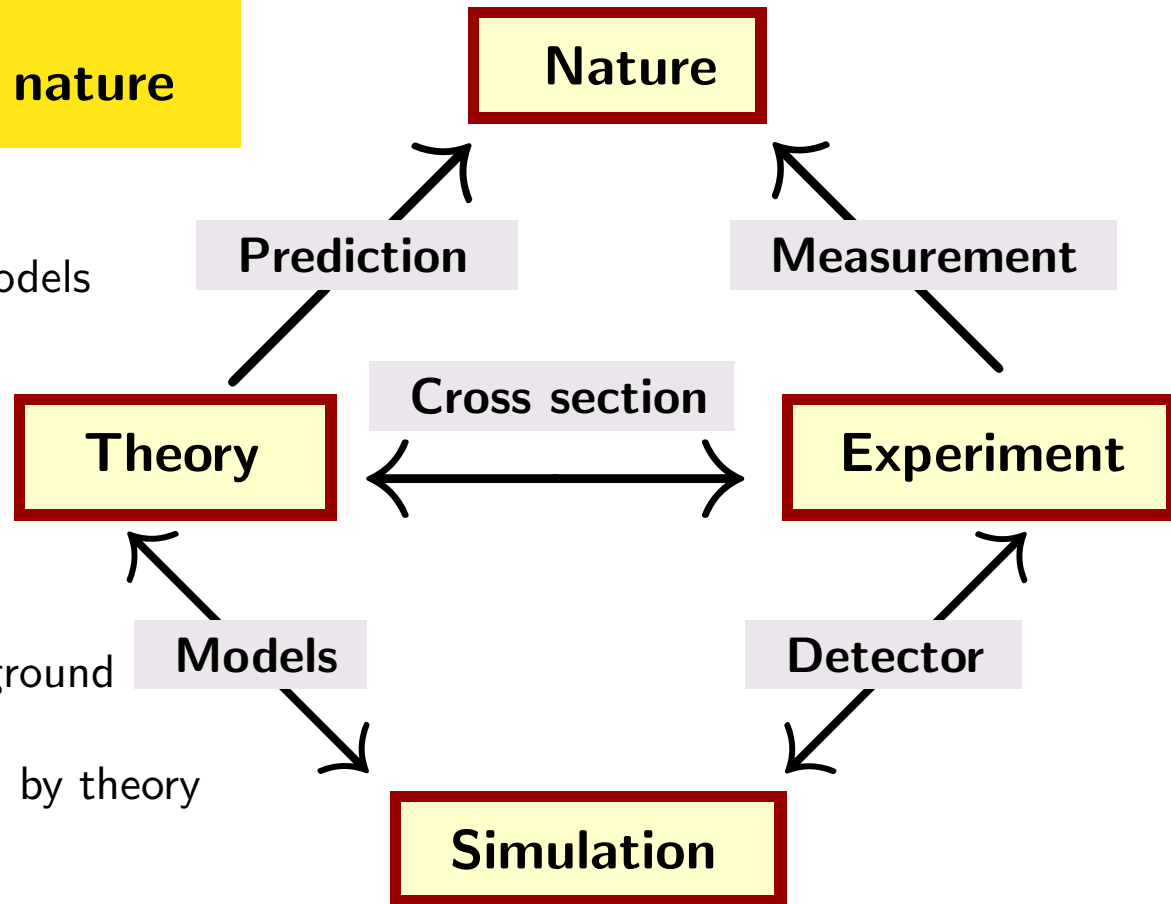 Nature
nature
Prediction
Measurement
odels
Cross section
Theory
Experiment
Models
Detector
ground
by theory
Simulation